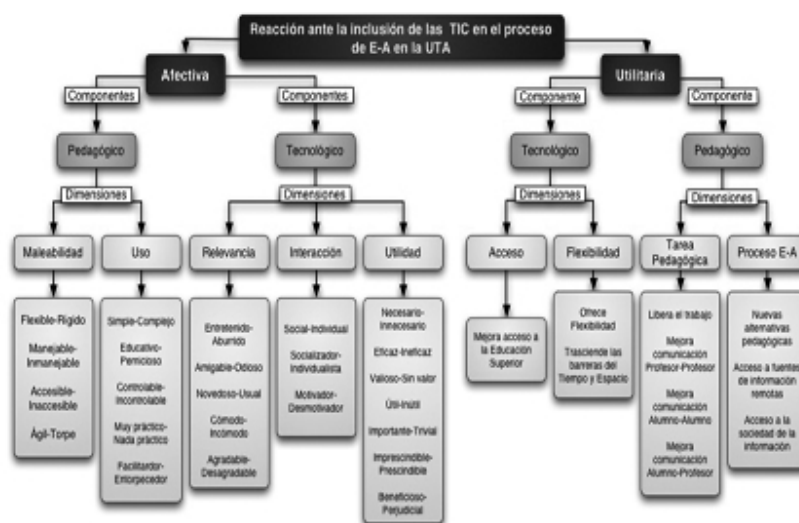 Reacción ante la inclusión de las TIC en el proceso
de E-A en la UTA
Afectiva
Utilitaria
Componentes
Componentes
Componente
Componente
Pedagógico
Tecnológico
Tecnológico
Pedagógico
Dimensiones
Dimensiones
Dimensiones
Dimensiones
Maleabilidad
Uso
Relevancia
Interacción
Utilidad
Acceso
Flexibilidad
Tarea
Pedagógica
Proceso E-A
Flexible-Rígido
Manejable-
Inmanejable
Accesible-
Inaccesible
Ágil-Torpe
Simple-Complejo
Educativo-
Pernicioso
Controlable-
Incontrolable
Muy práctico-
Nada práctico
Facilitardor-
Entorpecedor
Entretenido-
Aburrido
Amigable-Odioso
Novedoso-Usual
Cómodo-
Incómodo
Agradable-
Desagradable
Social-Individual
Socializador-
Individualista
Motivador-
Desmotivador
Necesario-
Innecesario
Eficaz-Ineficaz
Valioso-Sin valor
Útil-Inútil
Importante-Trivial
Imprescindible-
Prescindible
Beneficioso-
Perjudicial
Mejora acceso a
la Educación
Superior
Ofrece
Flexibilidad
Trasciende las
barreras del
Tiempo y Espacio
Libera el trabajo
Mejora
comunicación
Profesor-Profesor
Mejora
comunicación
Alumno-Alumno
Mejora
comunicación
Alumno-Profesor
Nuevas
alternativas
pedagógicas
Acceso a fuentes
de información
remotas
Acceso a la
sociedad de la
información